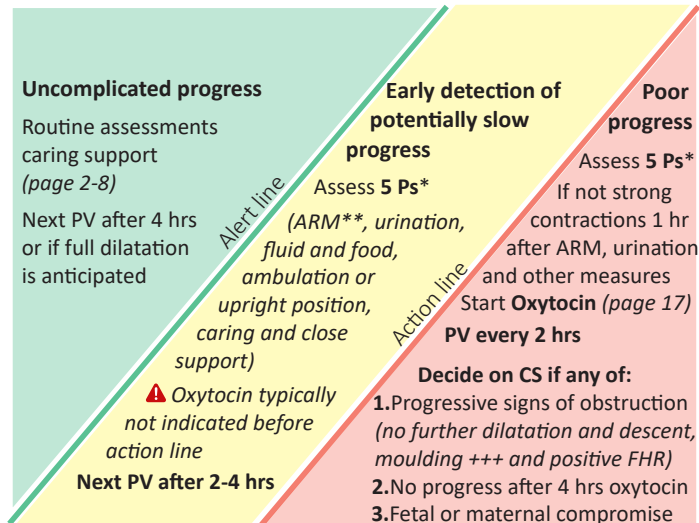 Uncomplicated progress
Routine assessments
caring support
(page 2-8)
Next PV after 4 hrs
or if full dilatation
is anticipated
Alert line
Early detection of
potentially slow
progress
Assess 5 Ps*
(ARM**, urination,
fluid and food,
ambulation or
upright position,
caring and close
support)
Oxytocin typically
not indicated before
action line
Next PV after 2-4 hrs
Action line
Poor
progress
Assess 5 Ps*
If not strong
contractions 1 hr
after ARM, urination
and other measures
Start Oxytocin (page 17)
PV every 2 hrs
Decide on CS if any of:
1.Progressive signs of obstruction
(no further dilatation and descent,
moulding +++ and positive FHR)
2.No progress after 4 hrs oxytocin
3.Fetal or maternal compromise